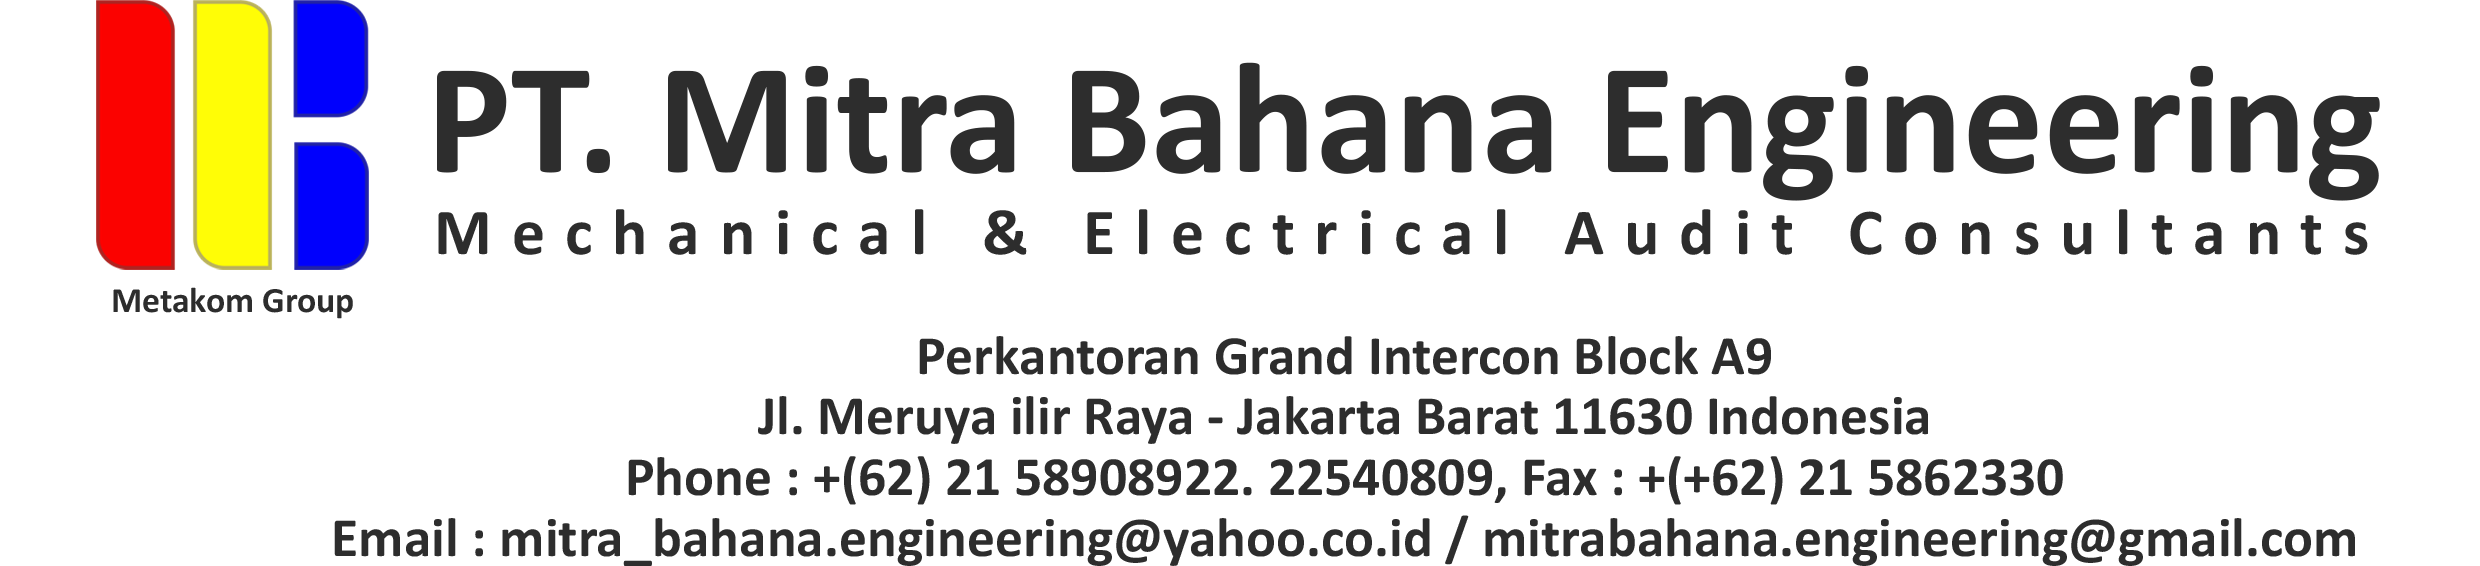 PT. Mitra Bahana Engineering
Mechanical & Electrical Audit Consultants
Metakom Group
Perkantoran Grand Intercon Block A9
Jl. Meruya ilir Raya - Jakarta Barat 11630 Indonesia
Phone : +(62) 21 58908922. 22540809, Fax : +(+62) 21 5862330
Email : mitra_bahana.engineering@yahoo.co.id / mitrabahana.engineering@gmail.com